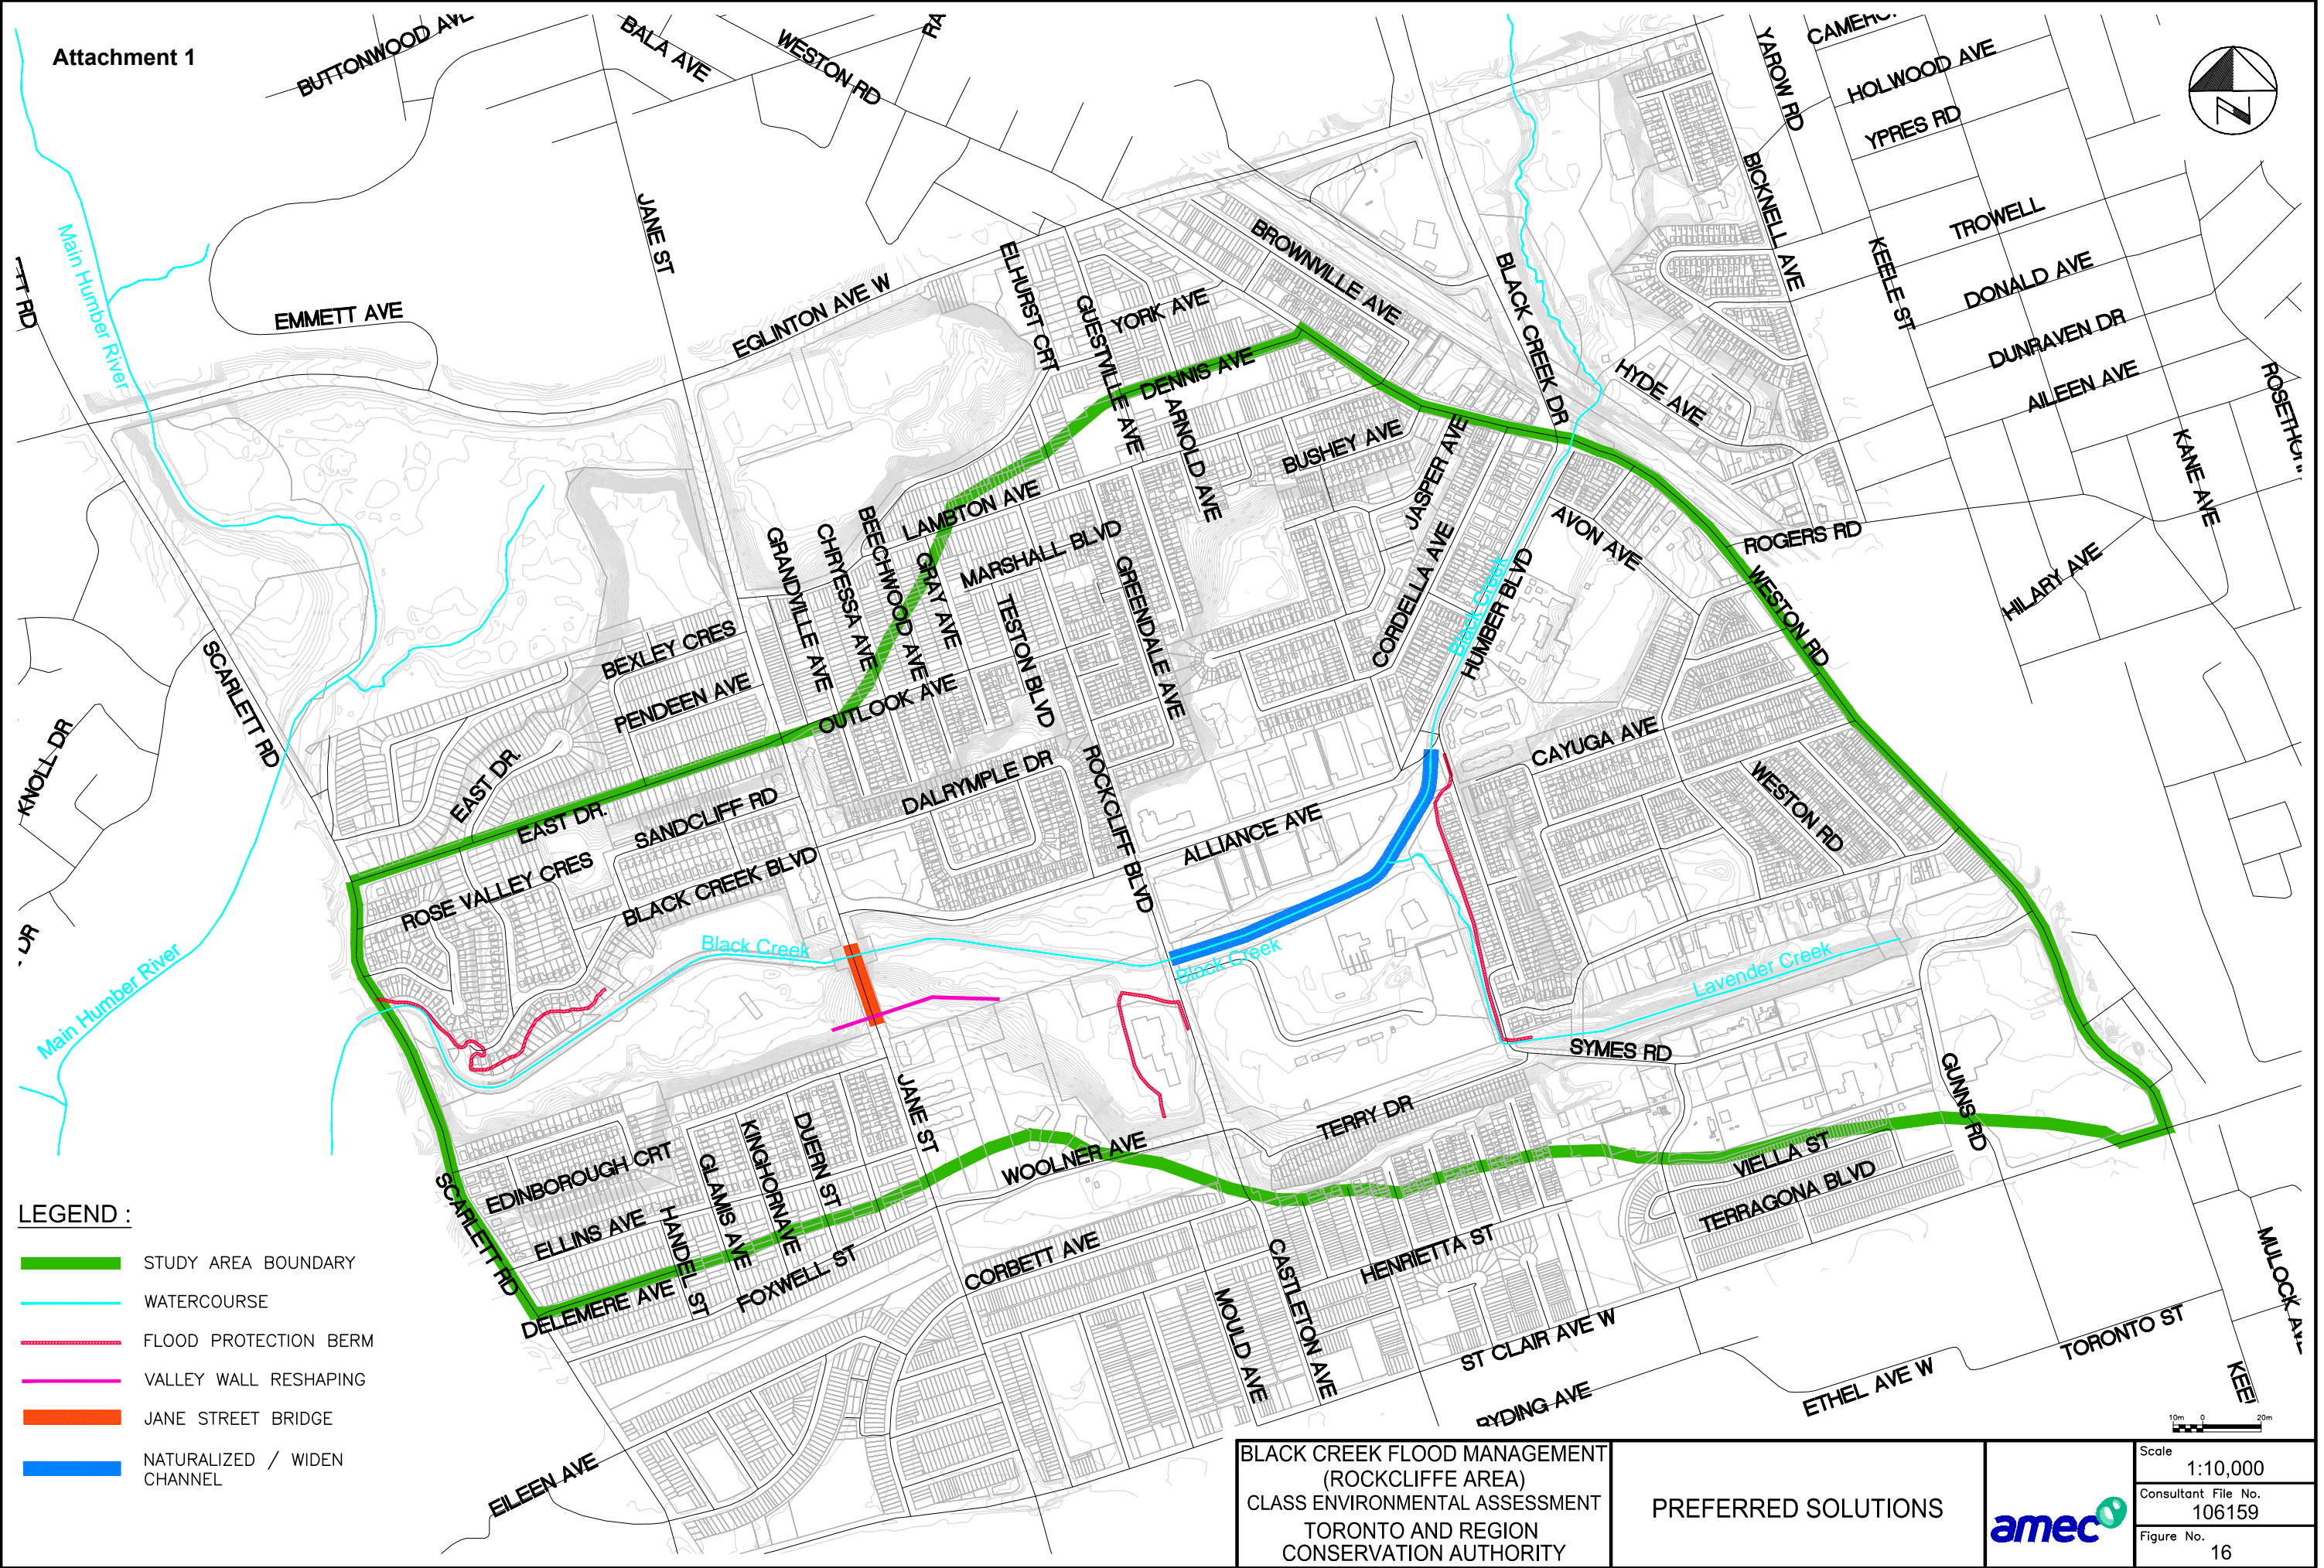 Attachment 1
BUTTONWOOD AVE
BALA AVE
WESTON RD
RA
YAROW RD
HOLWOOD AVE
YPRES RD
BICKNELL AVE
TROWELL
KEELE ST
DONALD AVE
DUNRAVEN DR
AILEEN AVE
KANE AVE
HILARY AVE
N
Main Humber River
TT RD
EMMETT AVE
JANE ST
EGLINTON AVE W
ELHURST CRT
GUESTVILLE AVE
YORK AVE
BROWNVILLE AVE
BLACK CREEK DR
HYDE AVE
DENNIS AVE
ARNOLD AVE
BUSHEY AVE
JASPER AVE
CORDELLA AVE
AVON AVE
ROGERS RD
WESTON RD
Black Creek
HUMBER BLVD
LAMBTON AVE
MARSHALL BLVD
GRANDVILLE AVE
CHRYESSA AVE
BEECHWOOD AVE
GRAY AVE
TESTON BLVD
GREENDALE AVE
BEXLEY CRES
PENDEEN AVE
OUTLOOK AVE
SCARLETT RD
KNOLL DR
DR
EAST DR.
EAST DR.
SANDCLIFF RD
DALRYMPLE DR
ROCKCLIFF BLVD
ROSE VALLEY CRES
BLACK CREEK BLVD
ALLIANCE AVE
CAYUGA AVE
WESTON RD
Black Creek
Black Creek
Lavender Creek
Main Humber River
SYMES RD
GUNNS RD
TERRY DR
VIELLA ST
TERRAGONA BLVD
JANE ST
WOOLNER AVE
EDINBOROUGH CRT
ELLINS AVE
HANDEL ST
GLAMIS AVE
KINGHORN AVE
DUERN ST
FOXWELL ST
SCARLETT RD
DELEMERE AVE
CORBETT AVE
MOULD AVE
CASTLETON AVE
HENRIETTA ST
ST CLAIR AVE W
RYDING AVE
ETHEL AVE W
TORONTO ST
EILEEN AVE
LEGEND :
STUDY AREA BOUNDARY
WATERCOURSE
FLOOD PROTECTION BERM
VALLEY WALL RESHAPING
JANE STREET BRIDGE
NATURALIZED / WIDEN
CHANNEL
10m 0 20m
BLACK CREEK FLOOD MANAGEMENT
(ROCKCLIFFE AREA)
CLASS ENVIRONMENTAL ASSESSMENT
TORONTO AND REGION
CONSERVATION AUTHORITY
PREFERRED SOLUTIONS
amec
Scale
1:10,000
Consultant File No.
106159
Figure No.
16